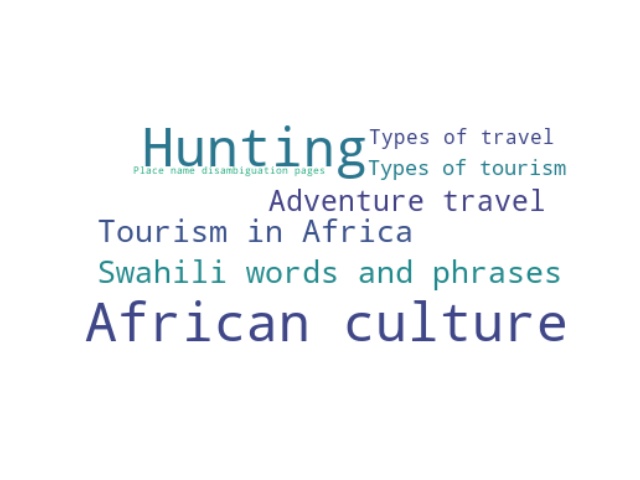 Hunting
Types of travel
Place name disambiguation pages
Types of tourism
Adventure travel
Tourism in Africa
Swahili words and phrases
African culture